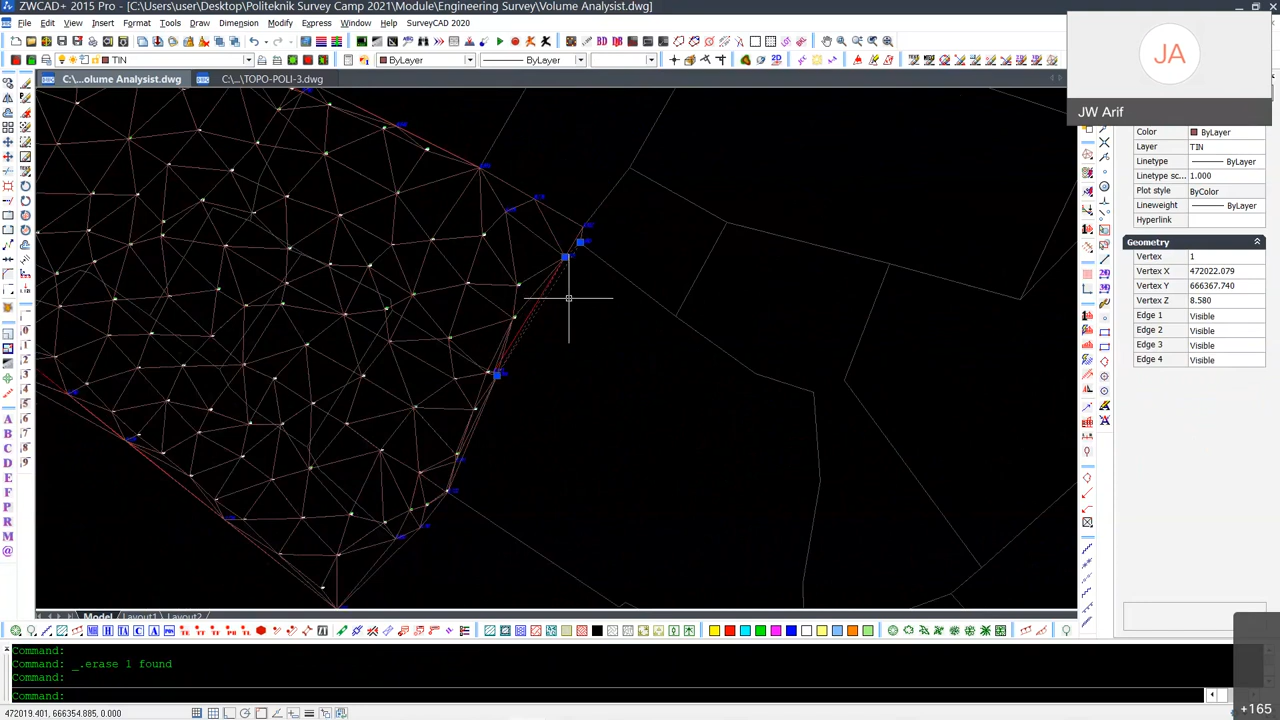 ZWCAD+ 2015 Pro - [C:\Users\user\Desktop\Politeknik Survey Camp 2021\Module\Engineering Survey\Volume Analysist.dwg]
File Edit View Insert Format Tools Draw Dimension Modify Express Window Help SurveyCAD 2020
TIN ByLayer ByLayer
C:\...olume Analysist.dwg C:\...\TOPO-POLI-3.dwg
JA
JW Arif
Color ByLayer
Layer TIN
Linetype ByLayer
Linetype sc... 1.000
Plot style ByColor
Lineweight ByLayer
Hyperlink
Geometry
Vertex 1
Vertex X 472022.079
Vertex Y 666367.740
Vertex Z 8.580
Edge 1 Visible
Edge 2 Visible
Edge 3 Visible
Edge 4 Visible
A
B
C
D
E
F
P
R
M
@
Model Layout1 Layout2
Command:
Command: _.erase 1 found
Command:
Command:
472019.401, 666354.885, 0.000
+165